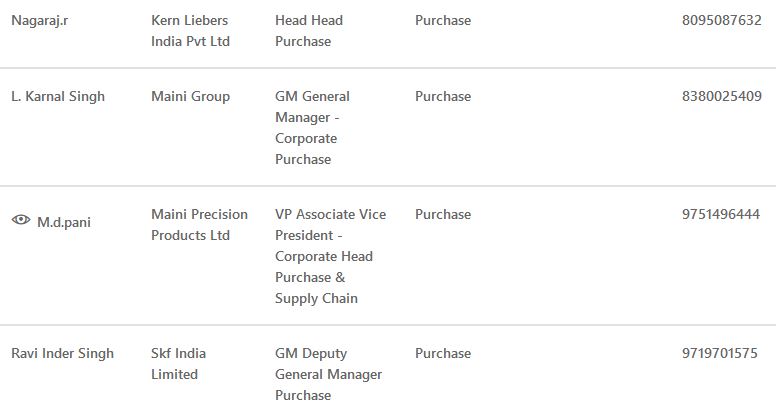 Nagaraj.r Kern Liebers Head Head Purchase 8095087632
India Pvt Ltd Purchase
L. Karnal Singh Maini Group GM General Purchase 8380025409
Manager -
Corporate
Purchase
M.d.pani Maini Precision VP Associate Vice Purchase 9751496444
Products Ltd President -
Corporate Head
Purchase &
Supply Chain
Ravi Inder Singh Skf India GM Deputy Purchase 9719701575
Limited General Manager
Purchase